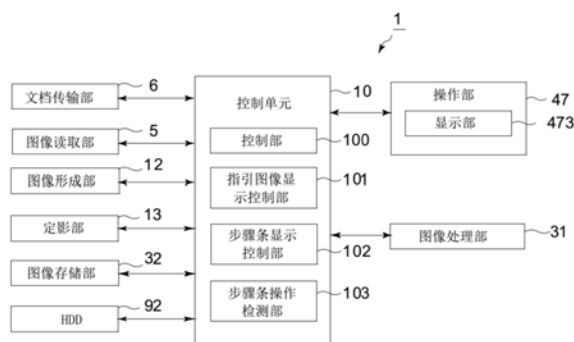 1
文档传输部
6
图像读取部
5
图像形成部
12
定影部
13
图像存储部
32
HDD
92
控制单元
10
控制部
100
指引图像显
示控制部
101
步骤条显示
控制部
102
步骤条操作
检测部
103
操作部
47
显示部
473
图像处理部
31